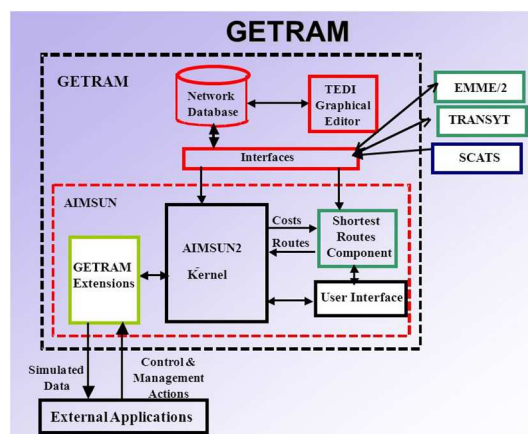 GETRAM
GETRAM
Network
Database
TEDI
Graphical
Editor
EMME/2
TRANSYT
SCATS
Interfaces
AIMSUN
GETRAM
Extensions
AIMSUN2
Kernel
Costs
Routes
Shortest
Routes
Component
User Interface
Simulated
Data
Control &
Management
Actions
External Applications